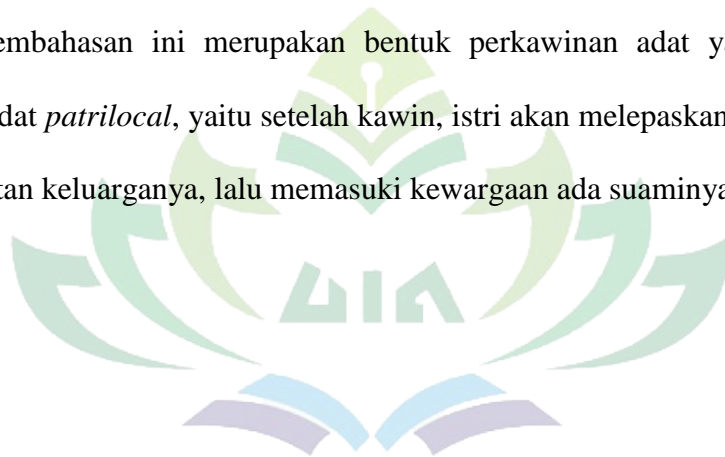 embahasan ini merupakan bentuk perkawinan adat ya
dat patrilocal, yaitu setelah kawin, istri akan melepaskan
tan keluarganya, lalu memasuki kewargaan ada suaminya
UIN